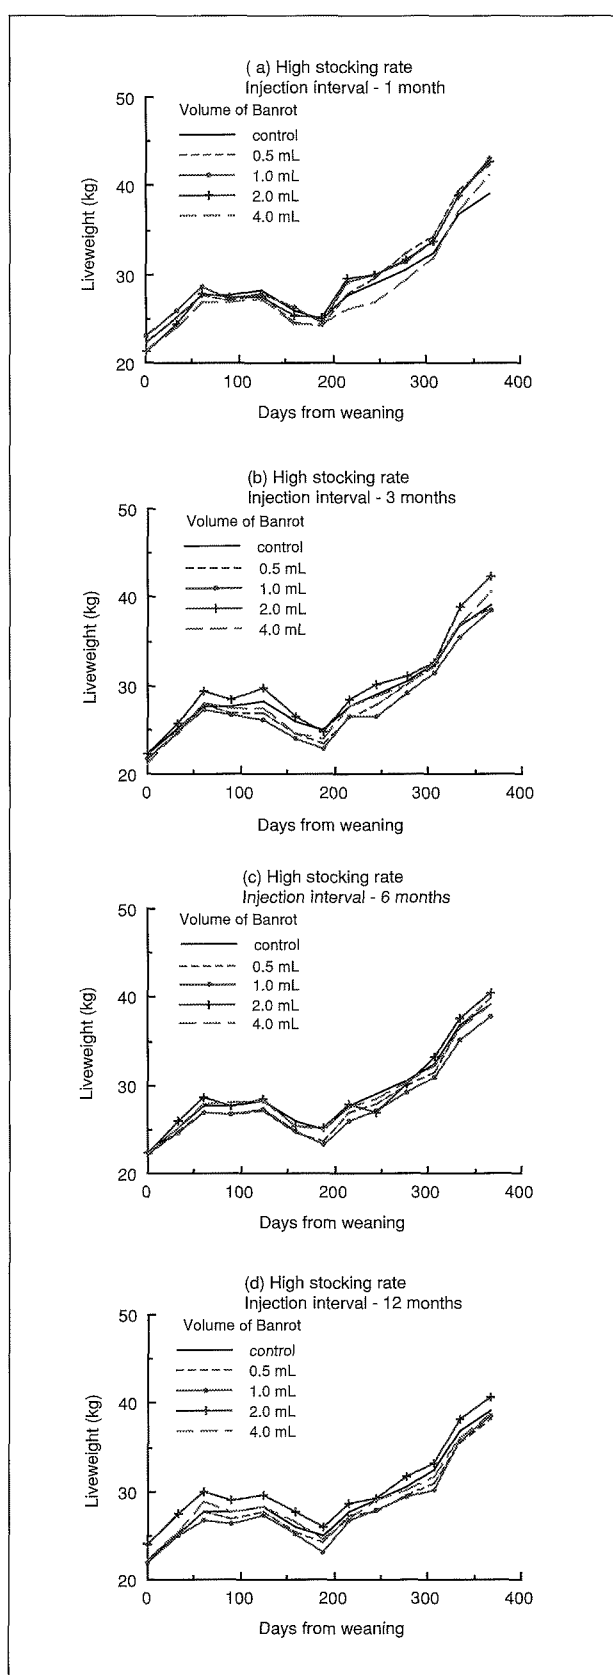 ( a) High stocking rate
Injection interval - 1 month
Volume of Banrot
control
0.5 mL
1.0 mL
2.0 mL
4.0 mL
50
40
30
20
Liveweight (kg)
0 100 200 300 400
Days from weaning
(b) High stocking rate
Injection interval - 3 months
Volume of Banrot
control
0.5 mL
1.0 mL
2.0 mL
4.0 mL
50
40
30
20
Liveweight (kg)
0 100 200 300 400
Days from weaning
(c) High stocking rate
Injection interval - 6 months
Volume of Banrot
control
0.5 mL
1.0 mL
2.0 mL
4.0 mL
50
40
30
20
Liveweight (kg)
0 100 200 300 400
Days from weaning
(d) High stocking rate
Injection interval - 12 months
Volume of Banrot
control
0.5 mL
1.0 mL
2.0 mL
4.0 mL
50
40
30
20
Liveweight (kg)
0 100 200 300 400
Days from weaning